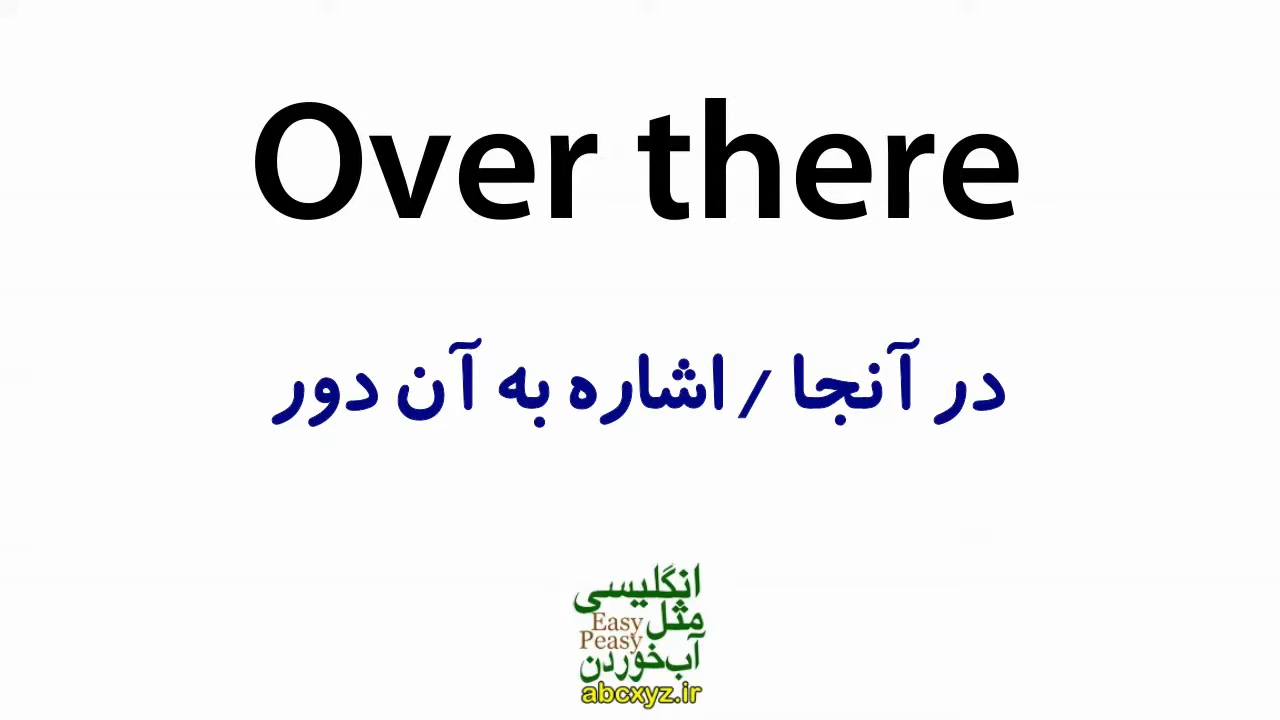 Over there
در آنجا / اشاره به آن دور
انگلیسی
مثل Easy
Peasy
آب‌خوردن
abcxyz.ir